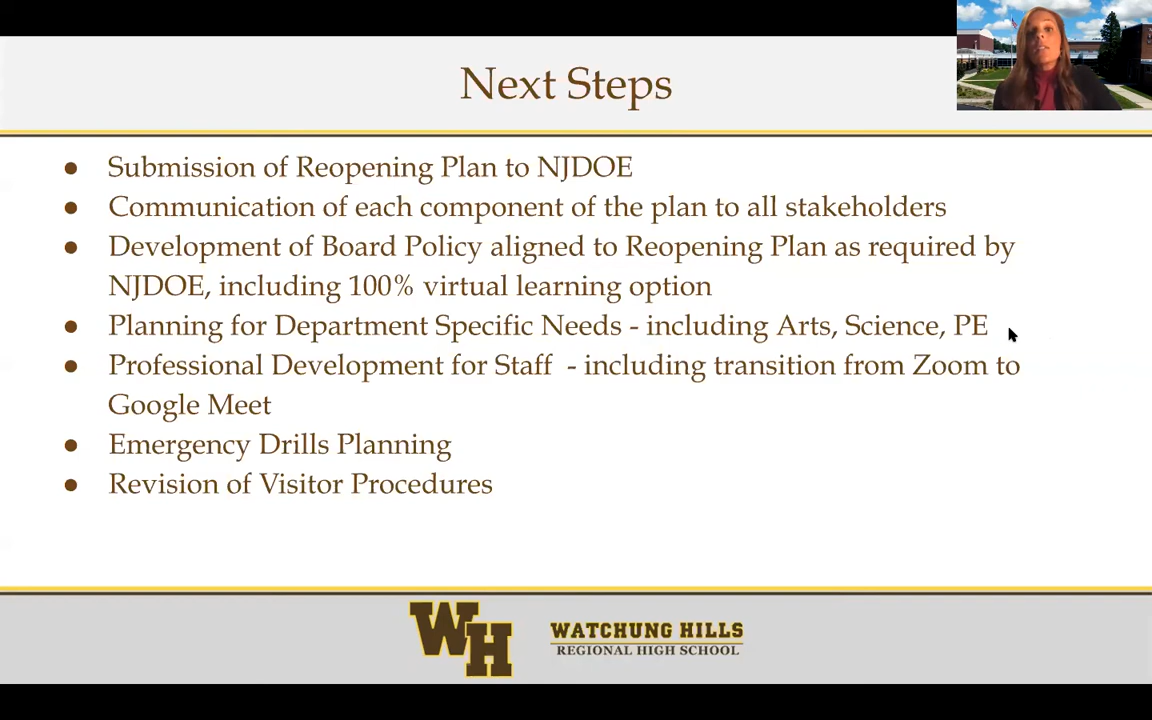 Next Steps
● Submission of Reopening Plan to NJDOE
● Communication of each component of the plan to all stakeholders
● Development of Board Policy aligned to Reopening Plan as required by
NJDOE, including 100% virtual learning option
● Planning for Department Specific Needs - including Arts, Science, PE
● Professional Development for Staff - including transition from Zoom to
Google Meet
● Emergency Drills Planning
● Revision of Visitor Procedures
WH
WATCHUNG HILLS
REGIONAL HIGH SCHOOL